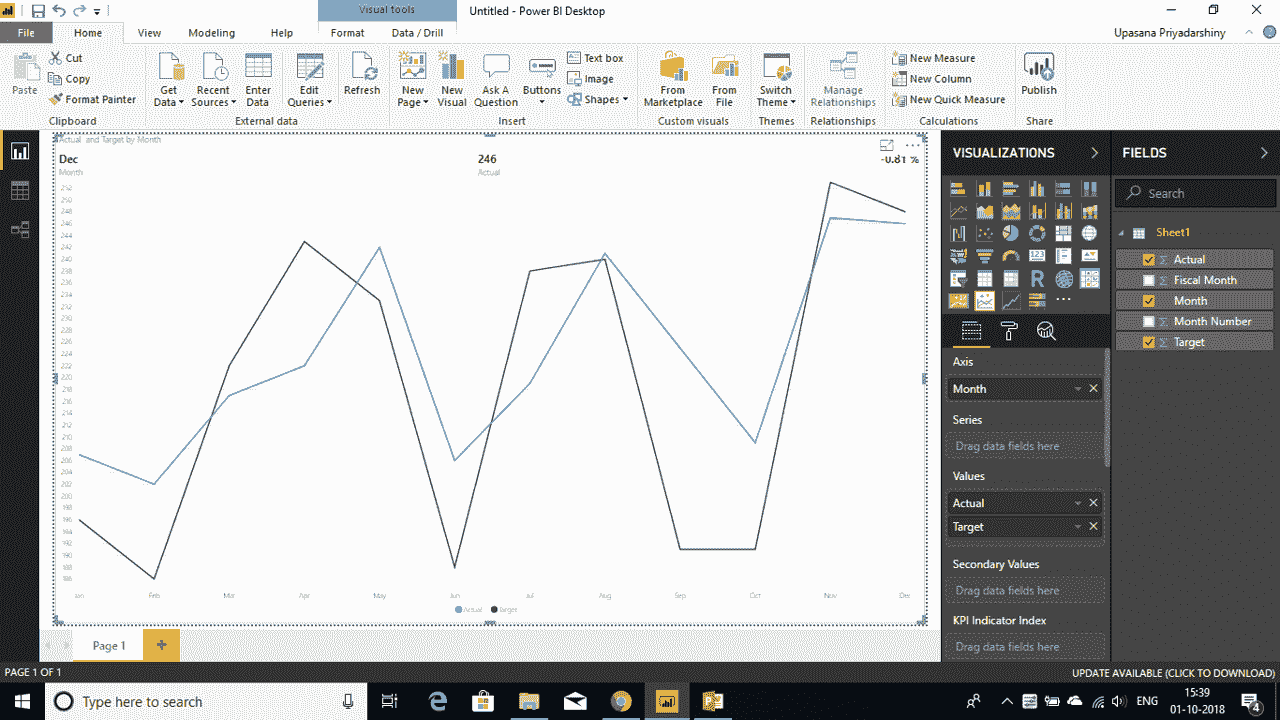 Visual tools
Untitled - Power BI Desktop
File
Home
View
Modeling
Help
Format
Data / Drill
Upasana Priyadarshiny
Paste
Cut
Copy
Format Painter
Clipboard
Get
Data
Recent
Sources
Enter
Data
External data
Edit
Queries
Refresh
New
Page
New
Visual
Ask A
Question
Buttons
Text box
Image
Shapes
Insert
From
Marketplace
From
File
Custom visuals
Switch
Theme
Themes
Manage
Relationships
Relationships
New Measure
New Column
New Quick Measure
Calculations
Publish
Share
Actual and Target by Month
Dec
Month
246
Actual
-0.81 %
252
250
248
246
244
242
240
238
236
234
232
230
228
226
224
222
220
218
216
214
212
210
208
206
204
202
200
198
196
194
192
190
188
186
Jan Feb Mar Apr May Jun Jul Aug Sep Oct Nov Dec
Actual Target
VISUALIZATIONS
123
R
Axis
Month
Series
Drag data fields here
Values
Actual
Target
Secondary Values
Drag data fields here
KPI Indicator Index
Drag data fields here
FIELDS
Search
Sheet1
Actual
Fiscal Month
Month
Month Number
Target
Page 1
PAGE 1 OF 1
UPDATE AVAILABLE (CLICK TO DOWNLOAD)
Type here to search
ENG
5:39
01-10-2018
4